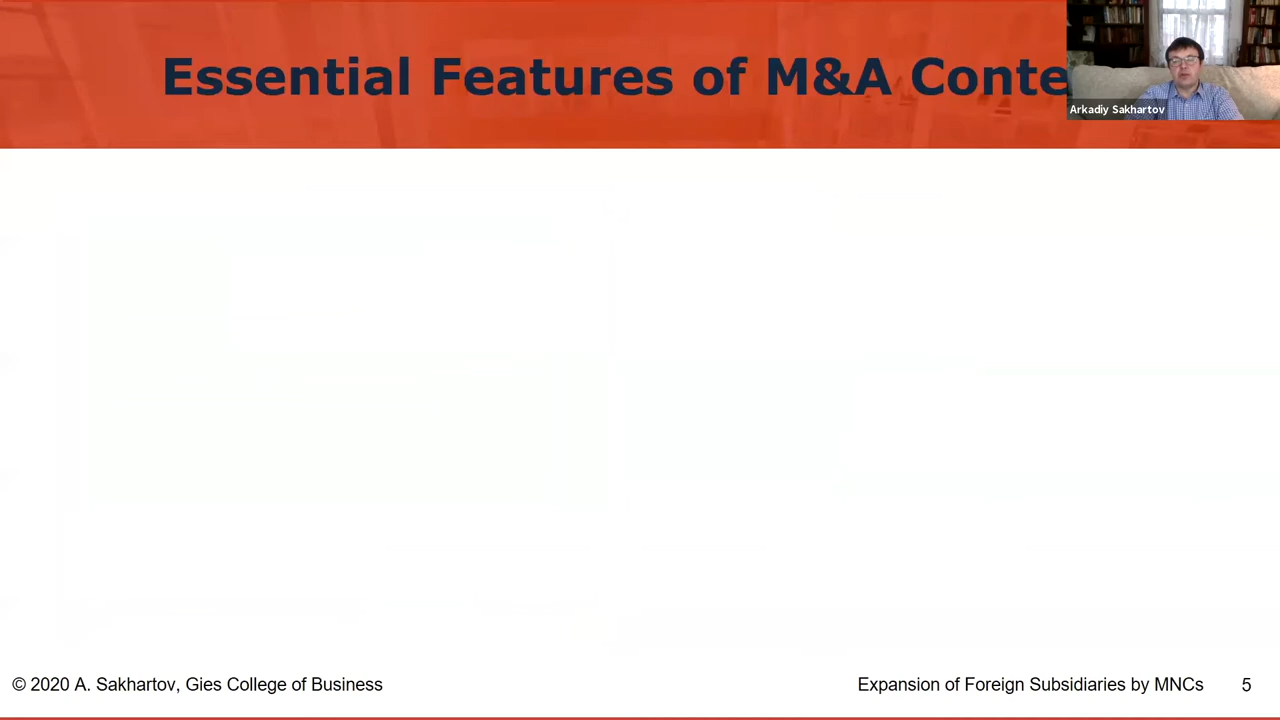 Essential Features of M&A Conte
Arkadiy Sakhartov
© 2020 A. Sakhartov, Gies College of Business
Expansion of Foreign Subsidiaries by MNCs 5